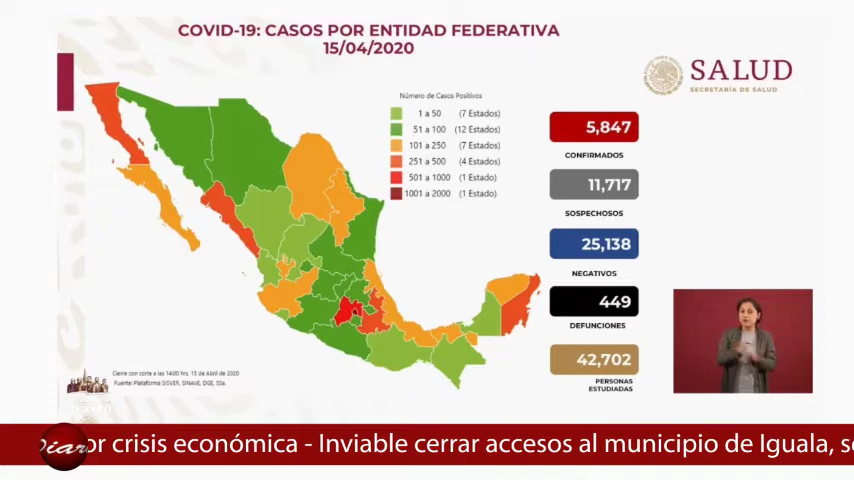 COVID-19: CASOS POR ENTIDAD FEDERATIVA
15/04/2020
SALUD
SECRETARÍA DE SALUD
Número de Casos Positivos
1 a 50 (7 Estados)
51 a 100 (12 Estados)
101 a 250 (7 Estados)
251 a 500 (4 Estados)
501 a 1000 (1 Estado)
1001 a 2000 (1 Estado)
5,847
CONFIRMADOS
11,717
SOSPECHOSOS
25,138
NEGATIVOS
449
DEFUNCIONES
42,702
PERSONAS
ESTUDIADAS
Cierre con corte a las 14:00 hrs, 15 de Abril de 2020
Fuente: Plataforma SISVER, SINAVE, DGE, SSa.
Diar
or crisis económica - Inviable cerrar accesos al municipio de Iguala, se